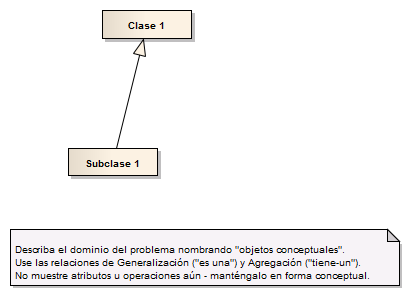 Clase 1
Subclase 1
Describa el dominio del problema nombrando "objetos conceptuales".
Use las relaciones de Generalización ("es una") y Agregación ("tiene-un").
No muestre atributos u operaciones aún - manténgalo en forma conceptual.